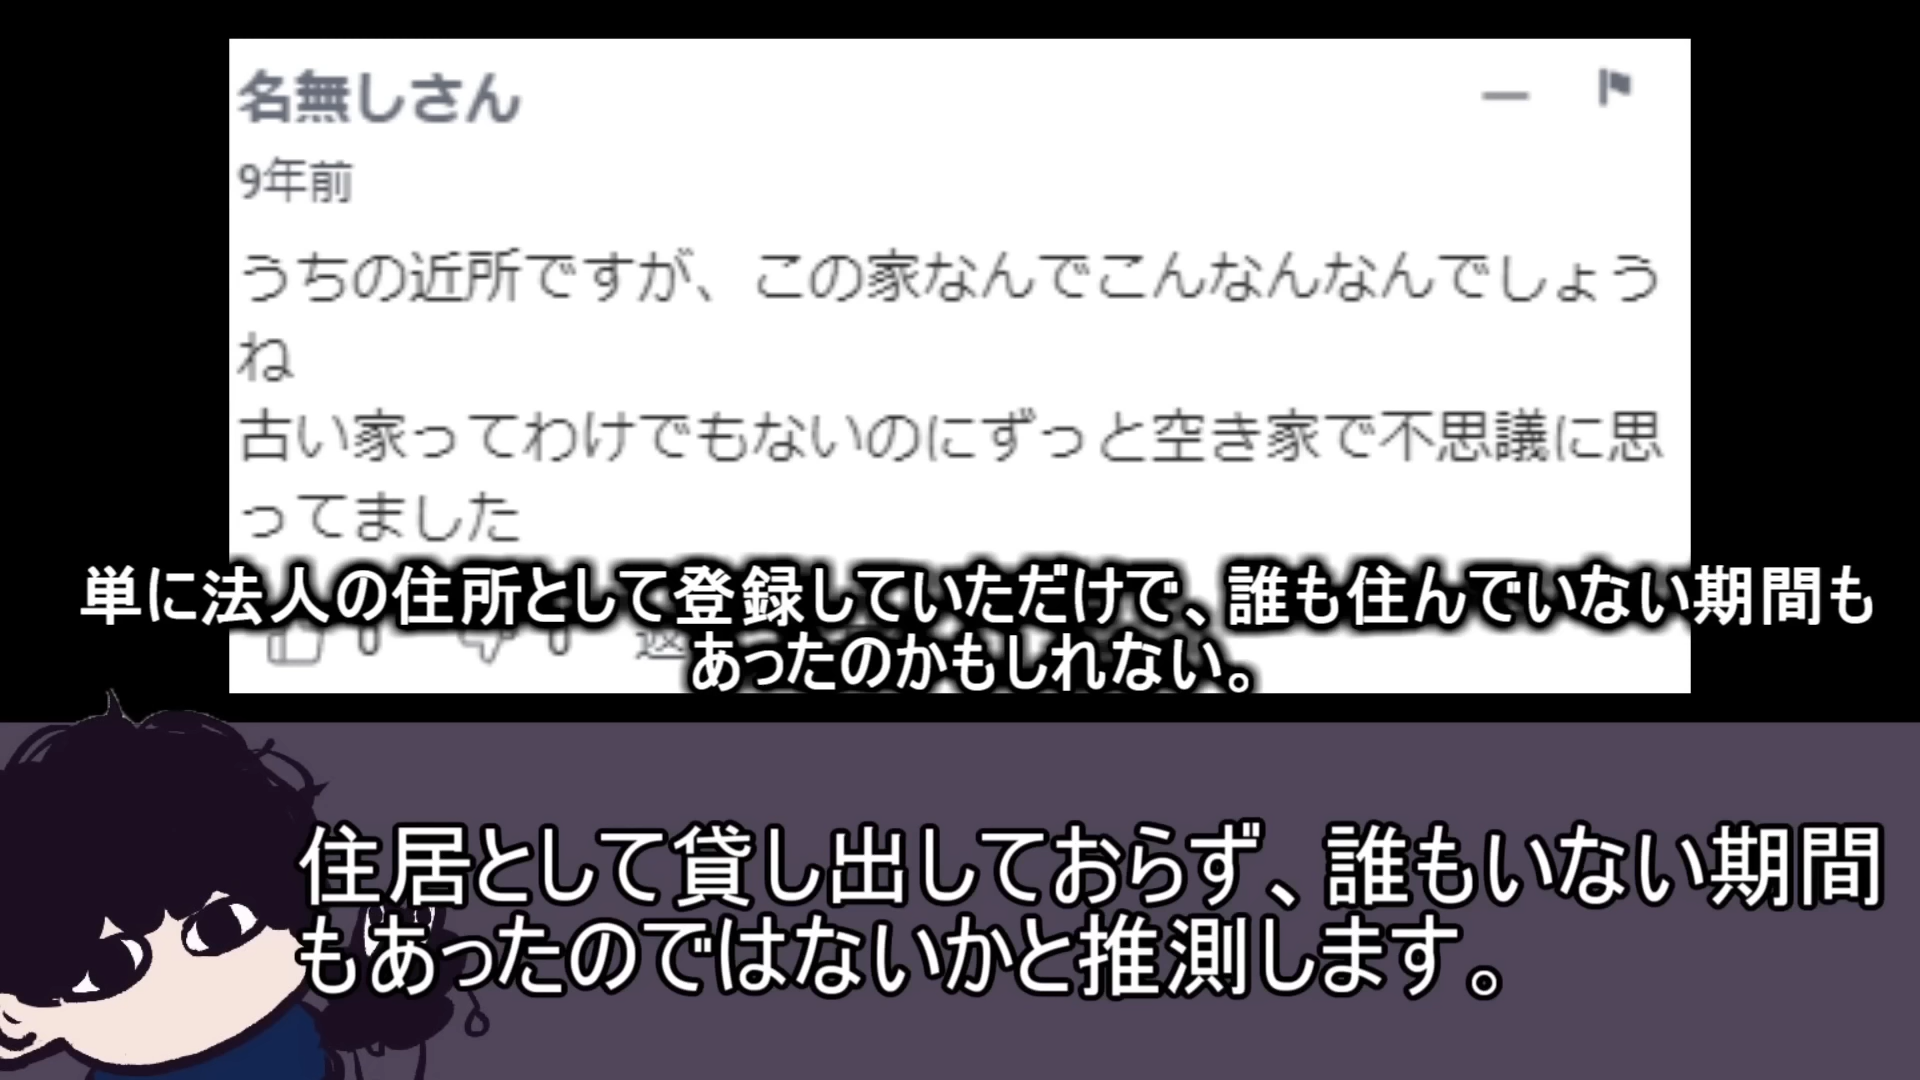 名無しさん
9年前
うちの近所ですが、この家なんでこんなんなんでしょう
ね
古い家ってわけでもないのにずっと空き家で不思議に思
ってました
単に法人の住所として登録していただけで、誰も住んでいない期間も
0 0
あったのかもしれない。
住居として貸し出しておらず、誰もいない期間
もあったのではないかと推測します。